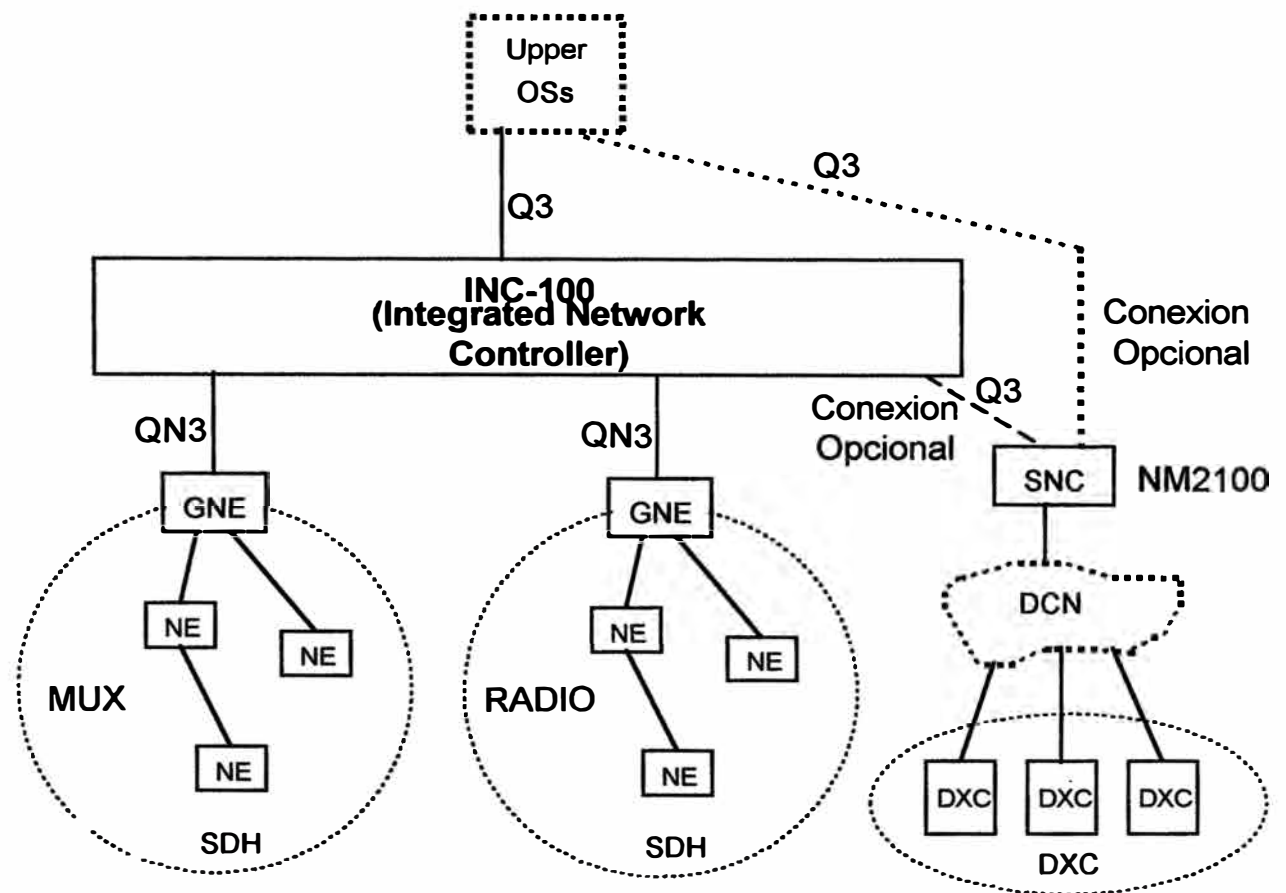 Upper
OSs
Q3
Q3
INC-100
(Integrated Network
Controller)
Conexion
Opcional
Q3
Conexion
Opcional
QN3
QN3
SNC
NM2100
GNE
GNE
DCN
NE
NE
NE
NE
MUX
RADIO
NE
NE
DXC
DXC
DXC
SDH
SDH
DXC